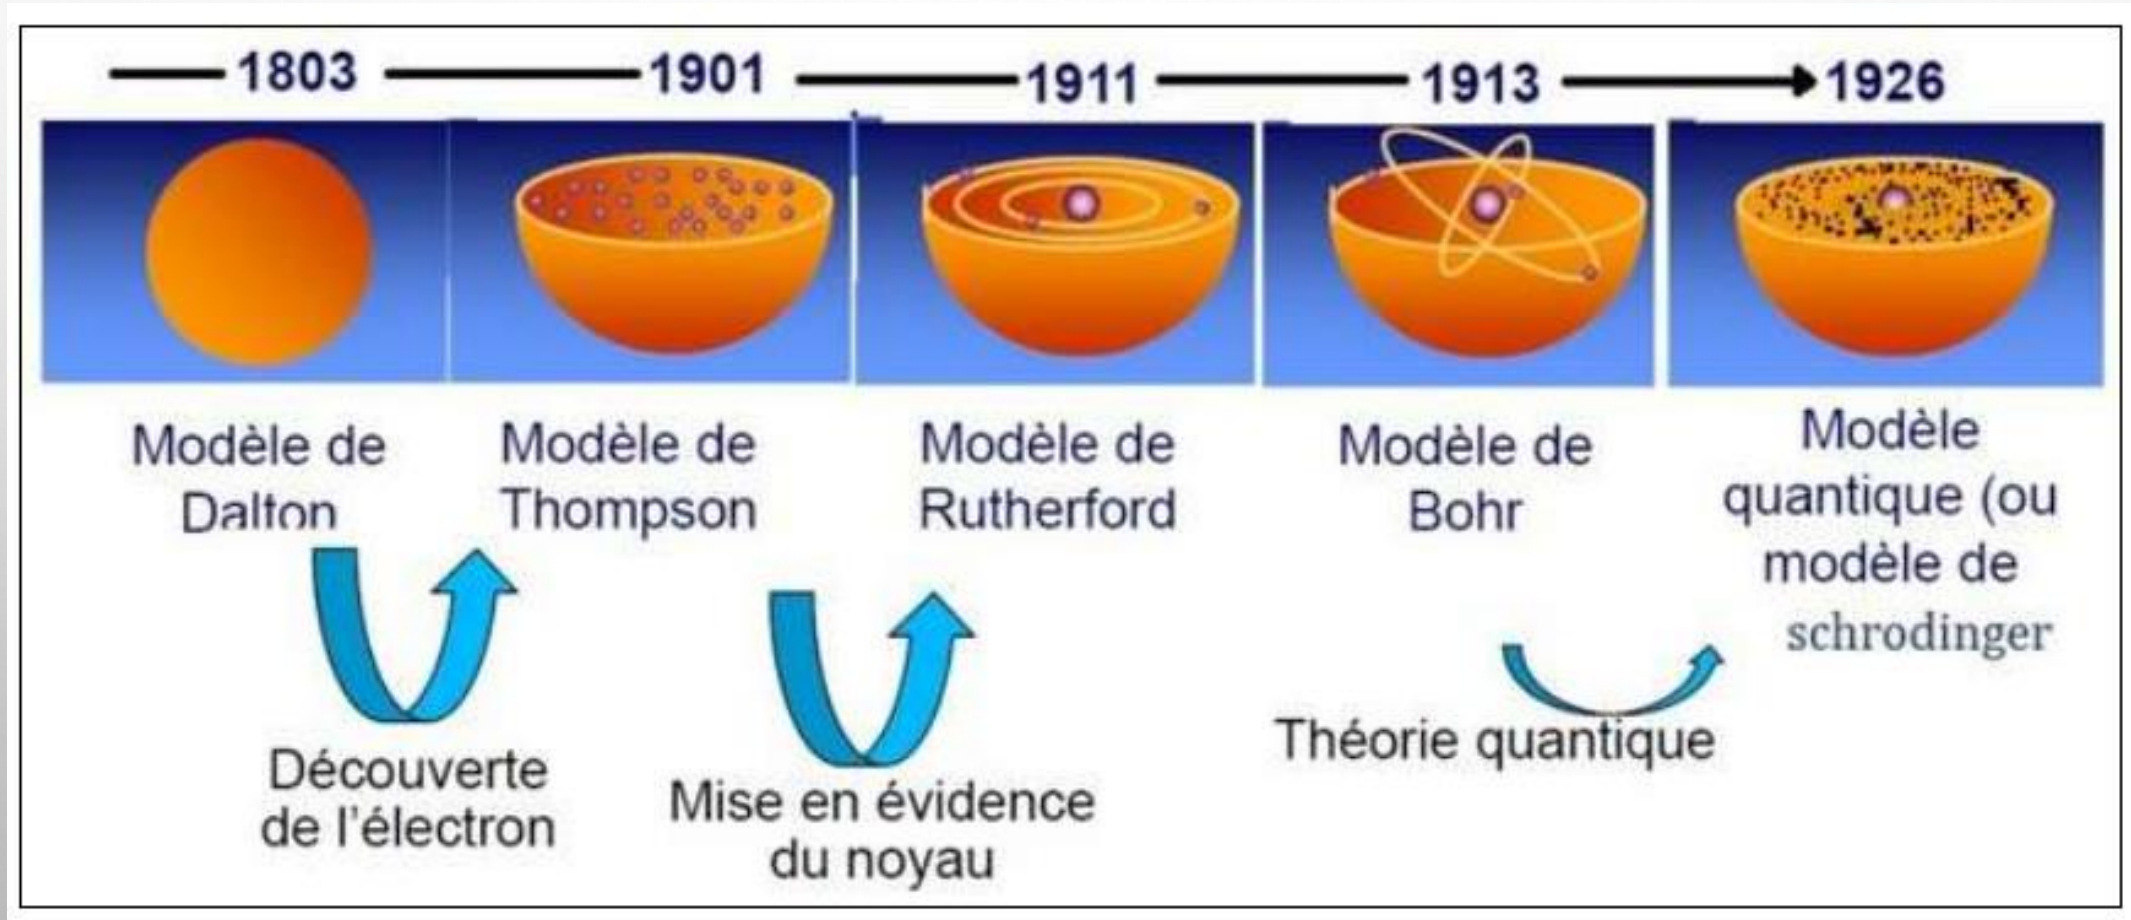 1803
1901
1911
1913
1926
Modèle de
Dalton
Modèle de
Thompson
Modèle de
Rutherford
Modèle de
Bohr
Modèle
quantique (ou
modèle de
schrodinger
Découverte
de l'électron
Mise en évidence
du noyau
Théorie quantique